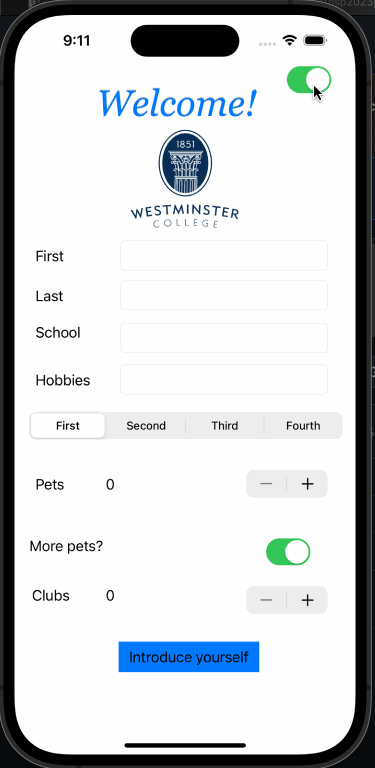 9:11
Welcome!
1851
WESTMINSTER
COLLEGE
First
Last
School
Hobbies
First Second Third Fourth
Pets 0 − +
More pets?
Clubs 0 − +
Introduce yourself